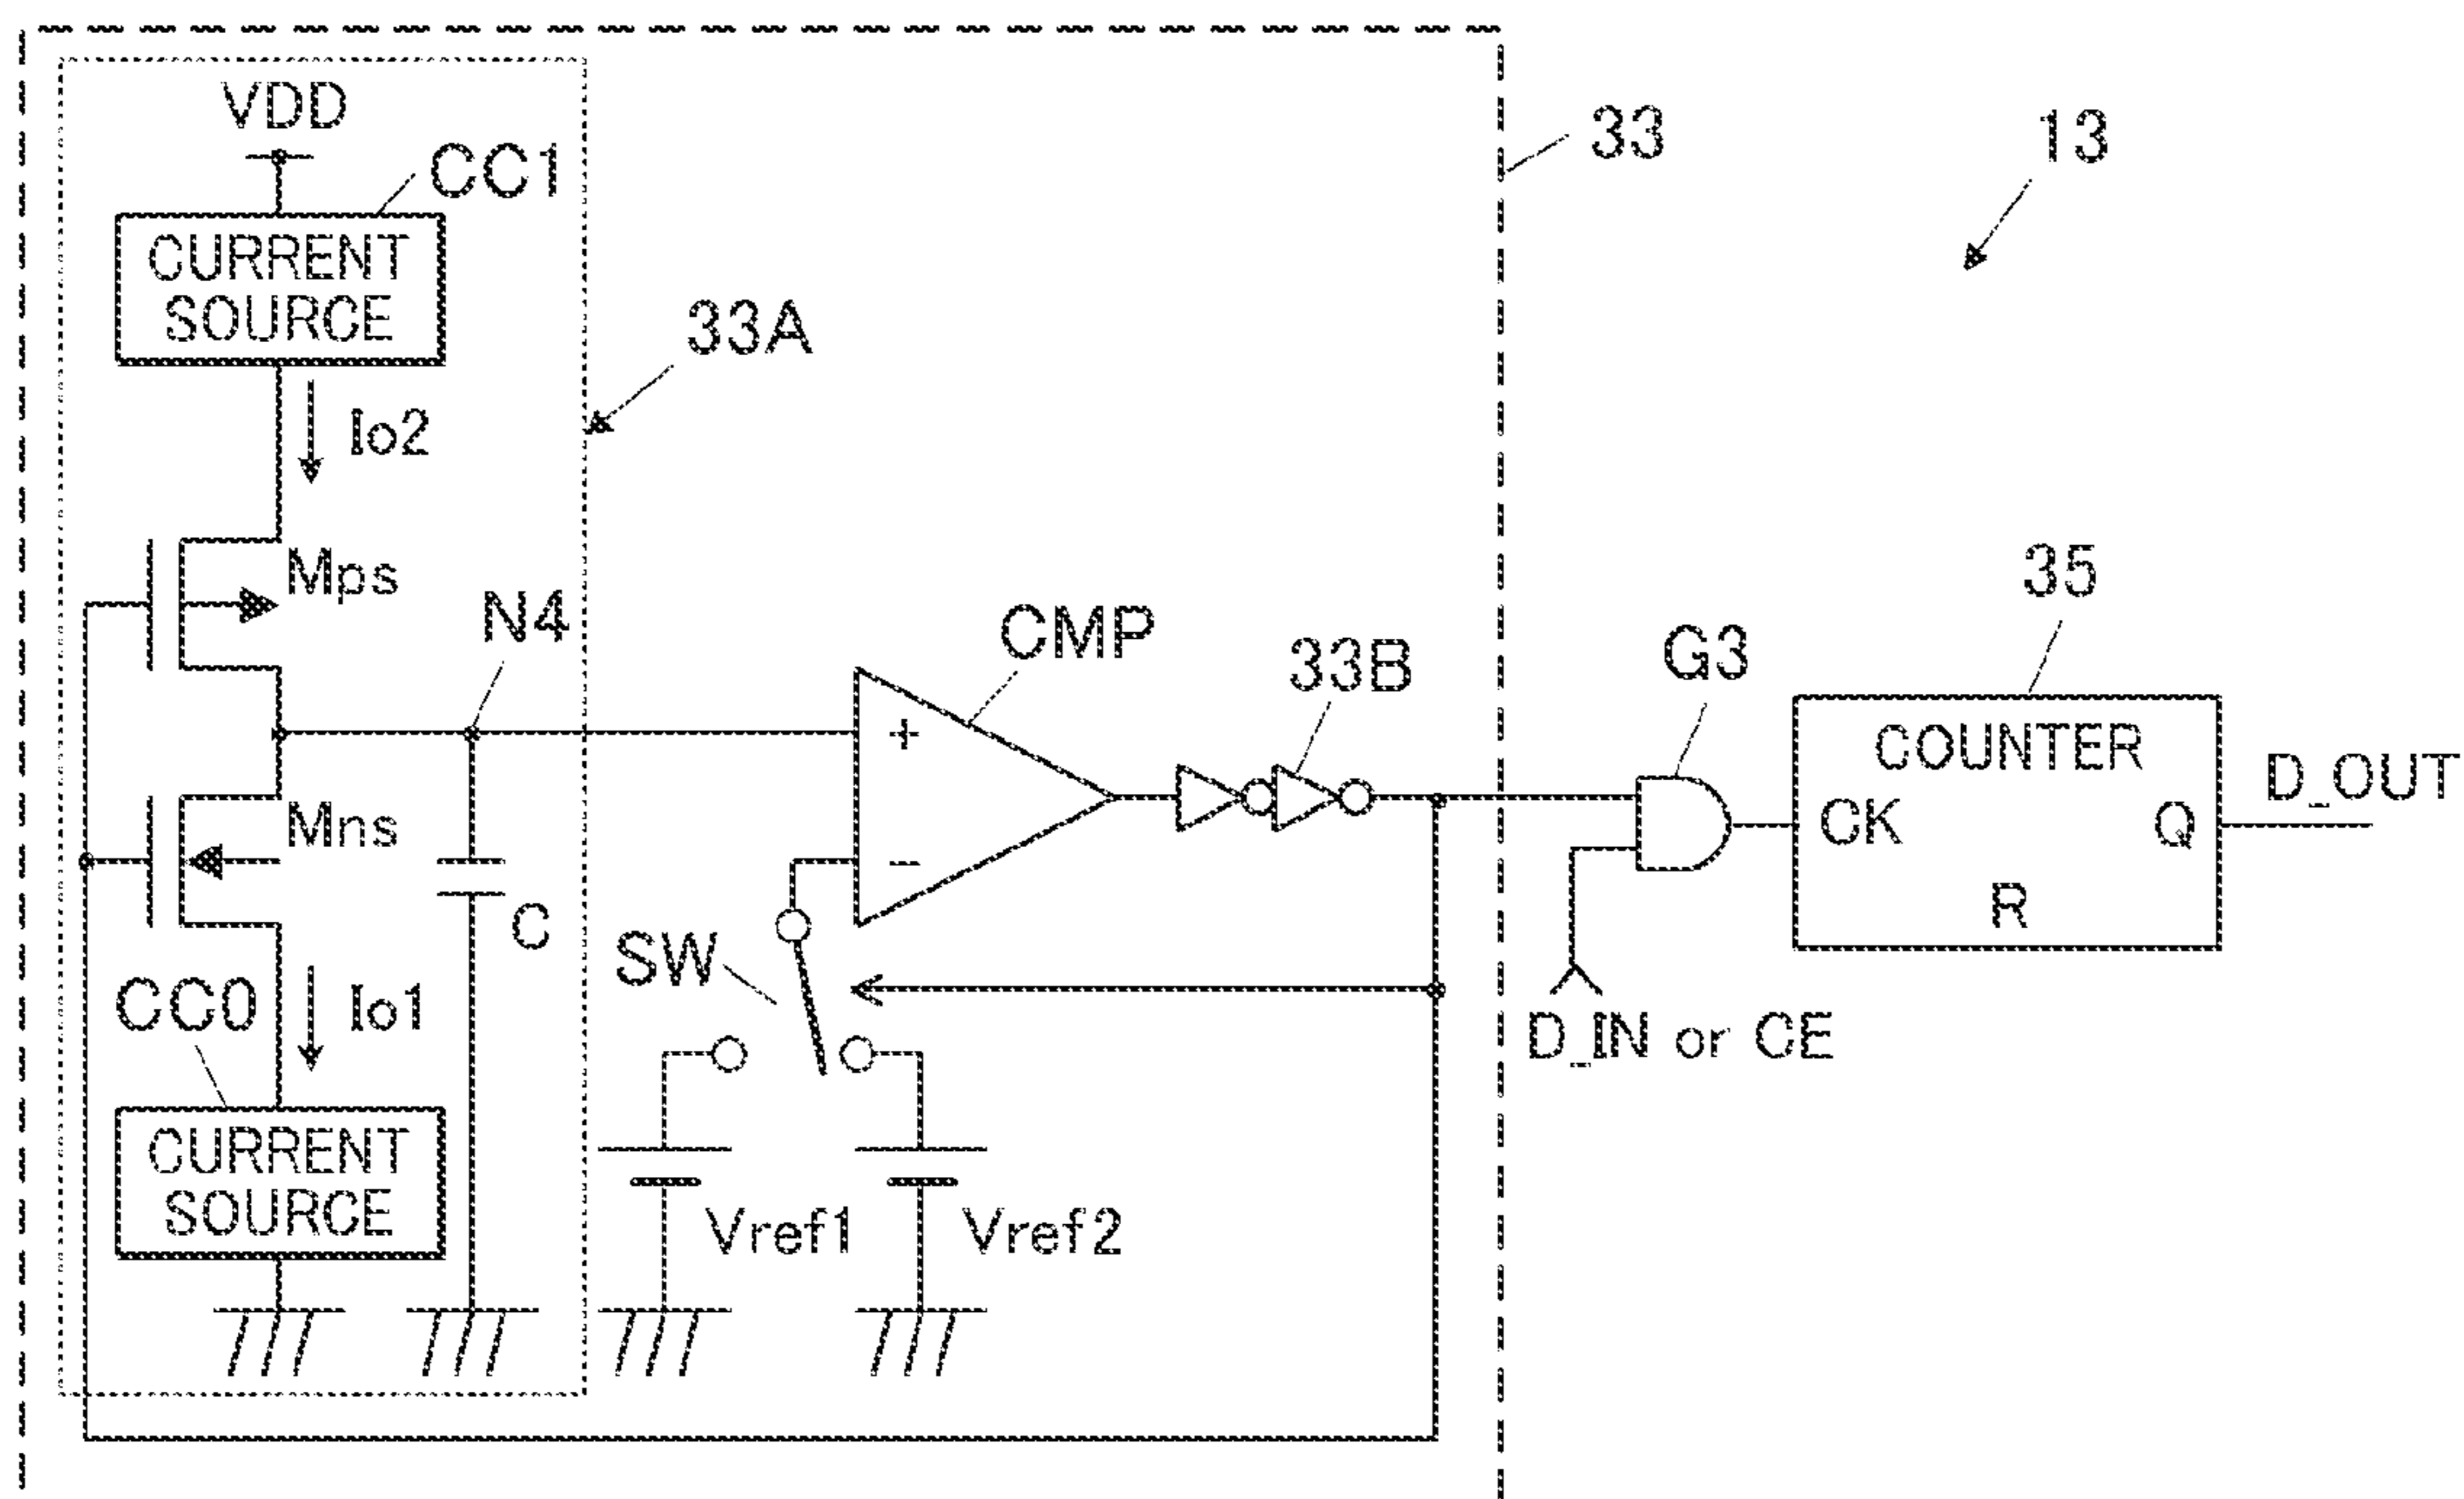 VDD
CC1
CURRENT
SOURCE
33
13
33A
Io2
Mps
N4
CMP
33B
G3
35
COUNTER
CK
Q
R
D_OUT
Mns
C
SW
CC0
Io1
D_IN or CE
CURRENT
SOURCE
Vref1
Vref2
+
−